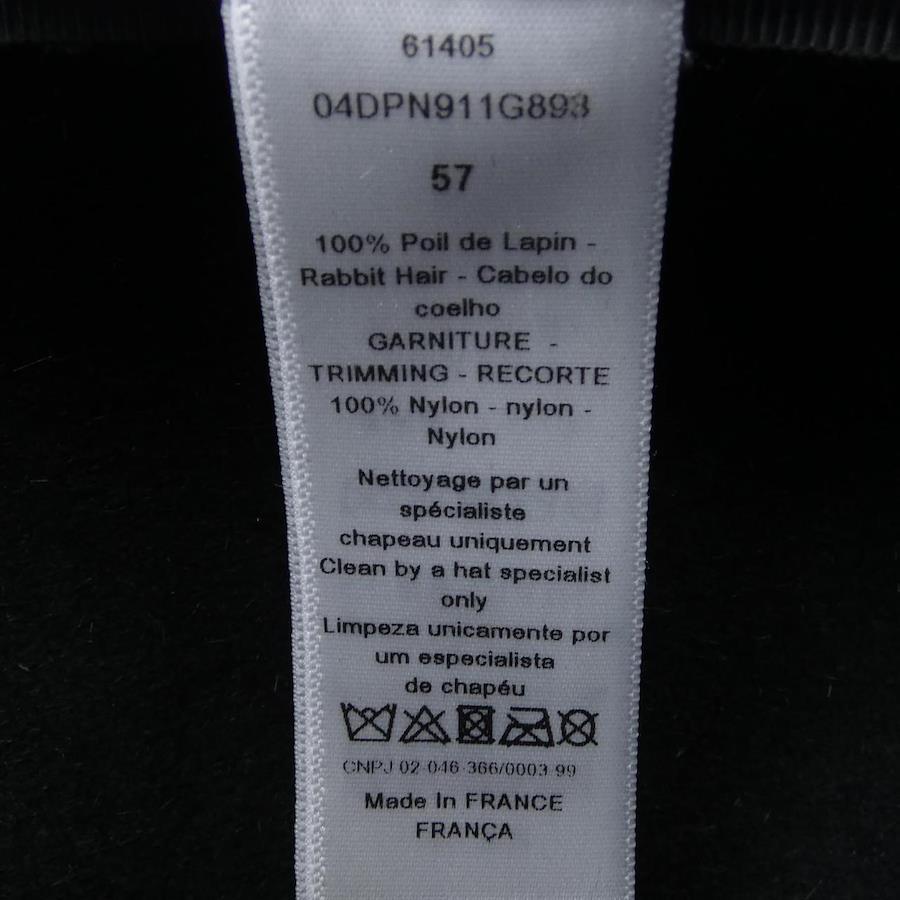 61405
04DPN911G893
57
100% Poil de Lapin -
Rabbit Hair - Cabelo do
coelho
GARNITURE -
TRIMMING - RECORTE
100% Nylon - nylon -
Nylon
Nettoyage par un
spécialiste
chapeau uniquement
Clean by a hat specialist
only
Limpeza unicamente por
um especialista
de chapéu
CNPJ 02-046-366/0003-99
Made In FRANCE
FRANÇA